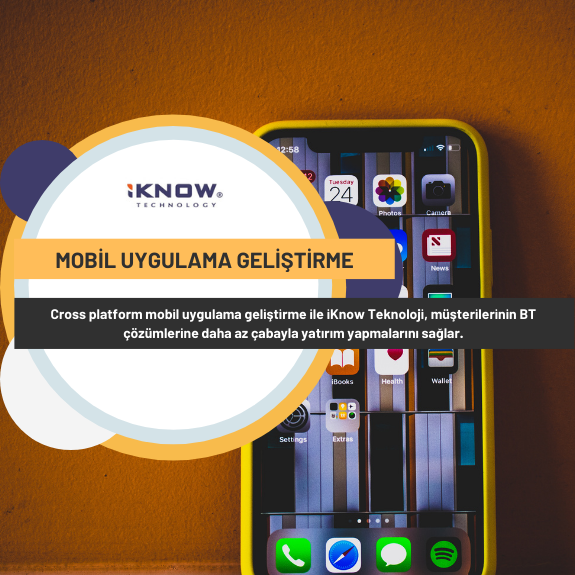 12:58
iKNOW®
TECHNOLOGY
Tuesday
24
Photos
Camera
MOBİL UYGULAMA GELİŞTİRME
News
Cross platform mobil uygulama geliştirme ile iKnow Teknoloji, müşterilerinin BT
çözümlerine daha az çabayla yatırım yapmalarını sağlar.
iBooks
Health
Wallet
Settings
Extras